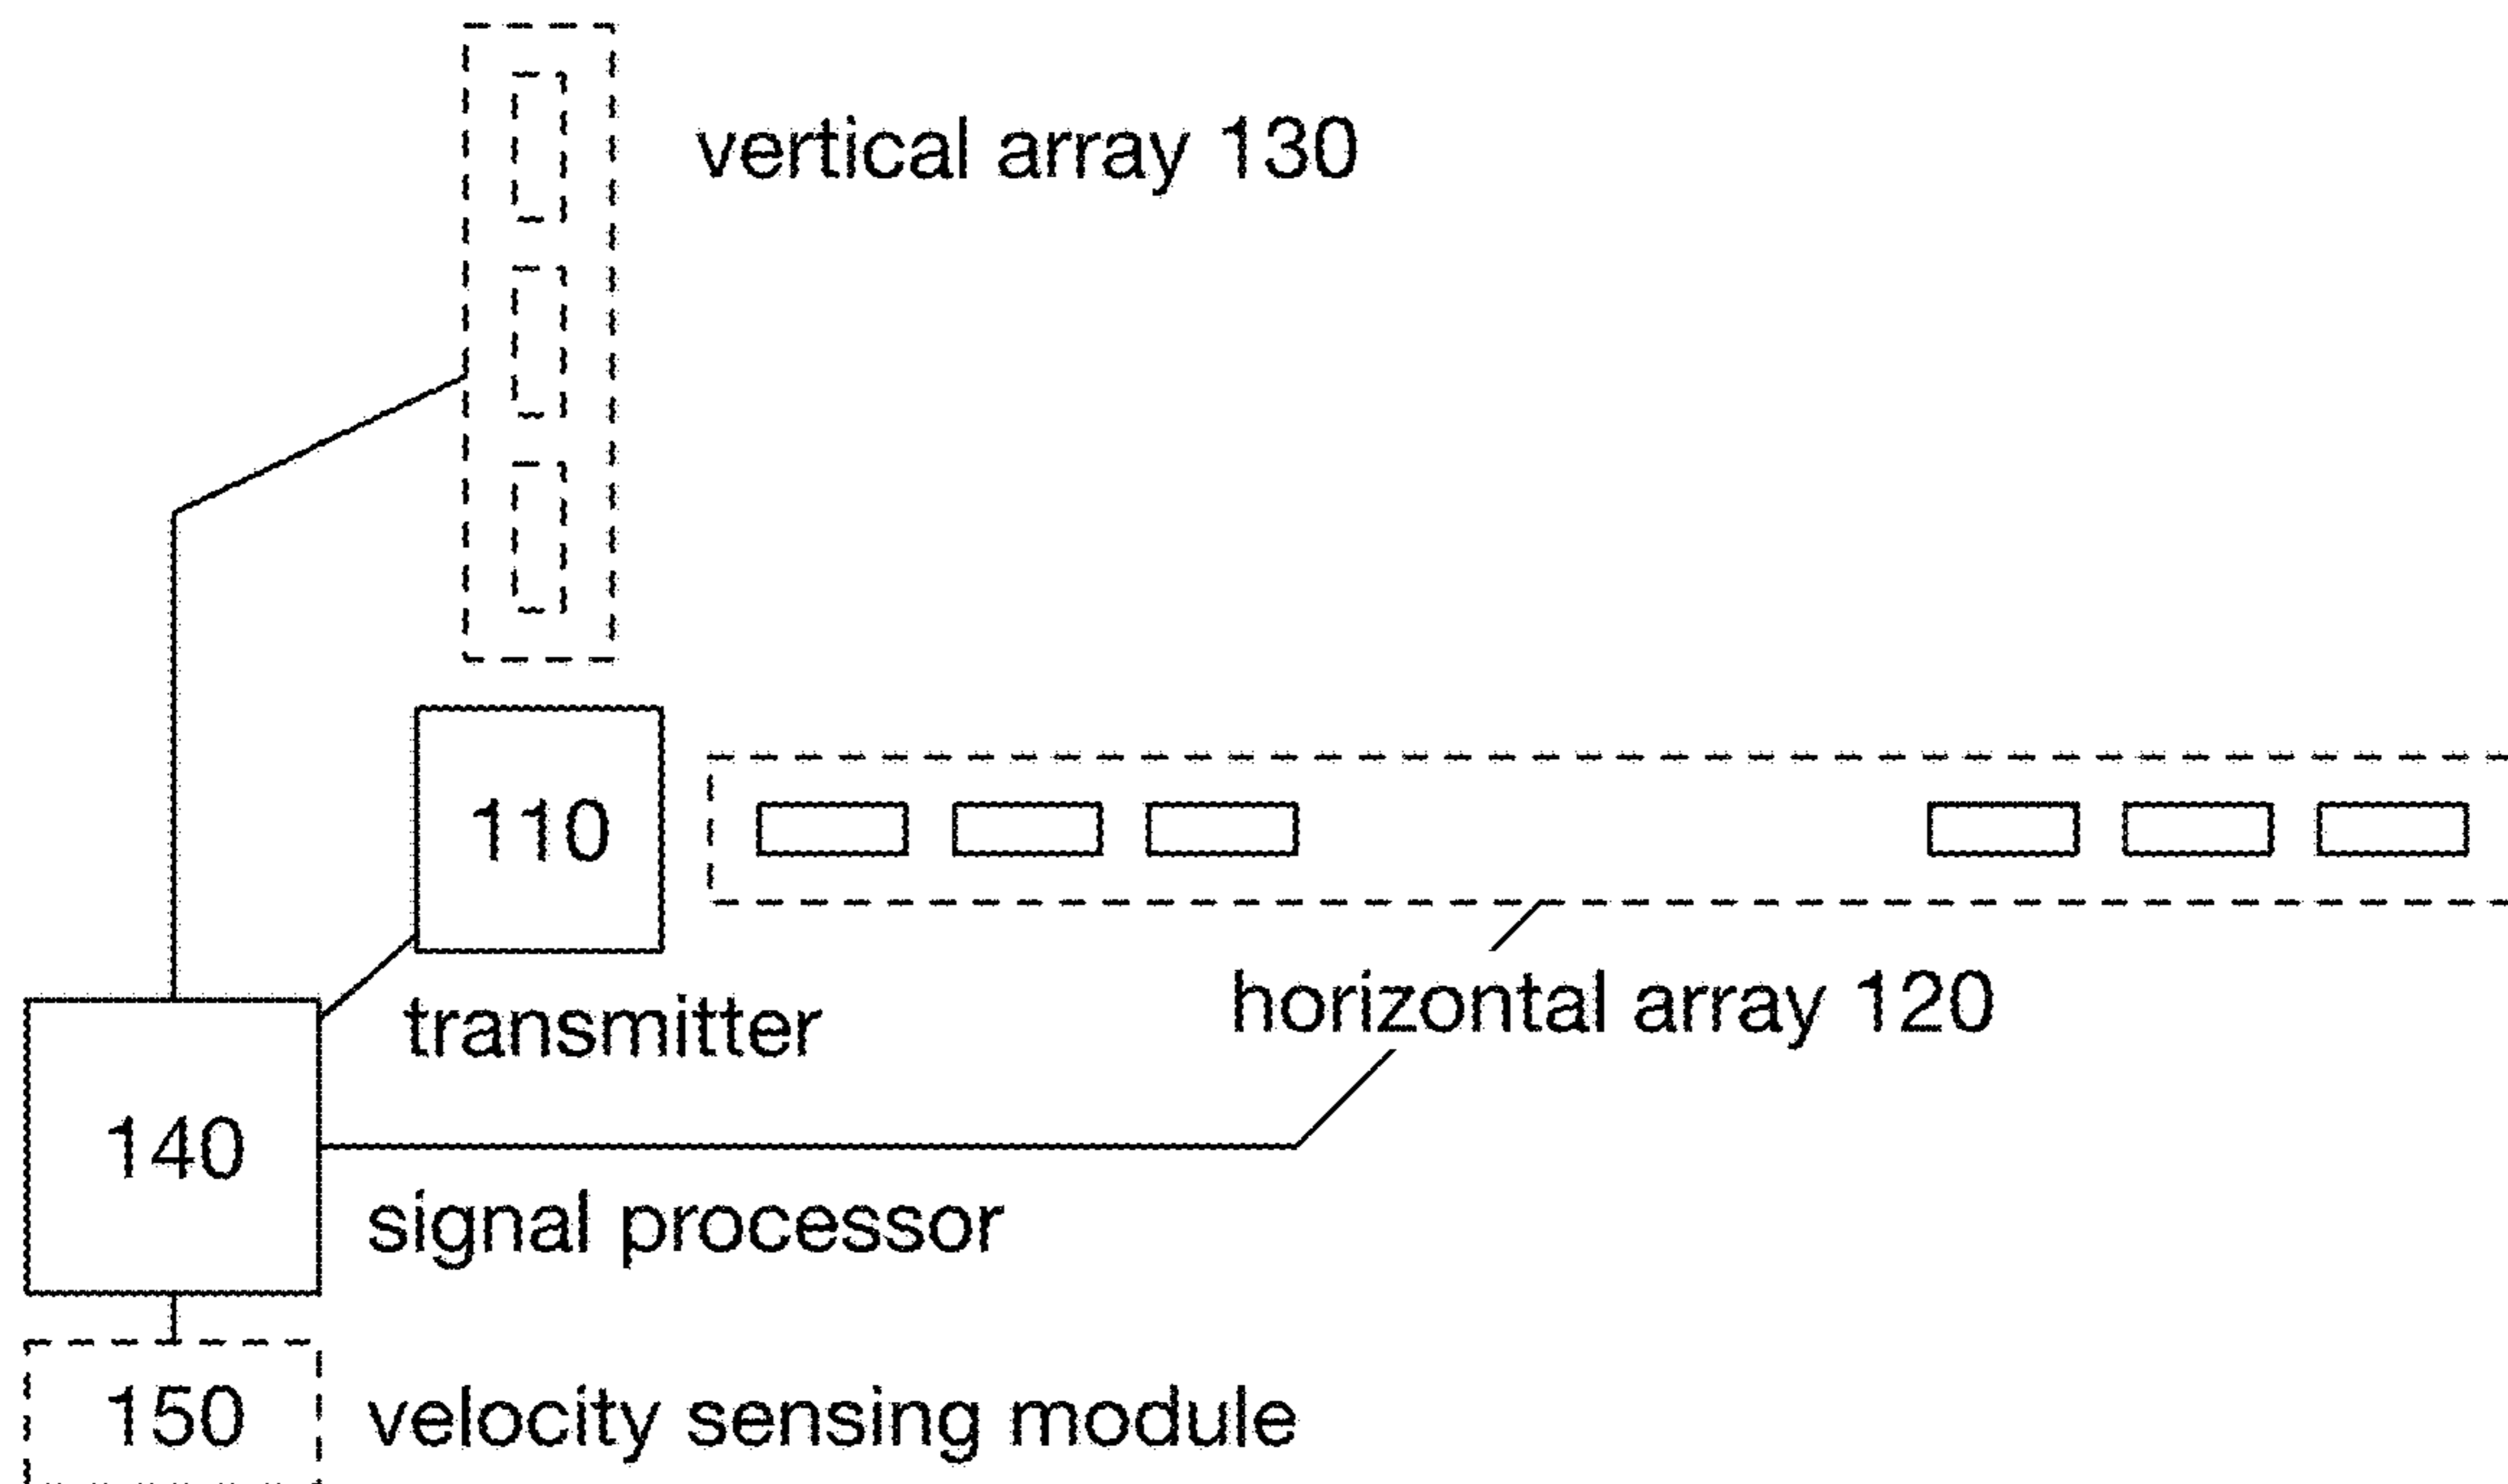 vertical array 130
110
horizontal array 120
transmitter
140
signal processor
150
velocity sensing module